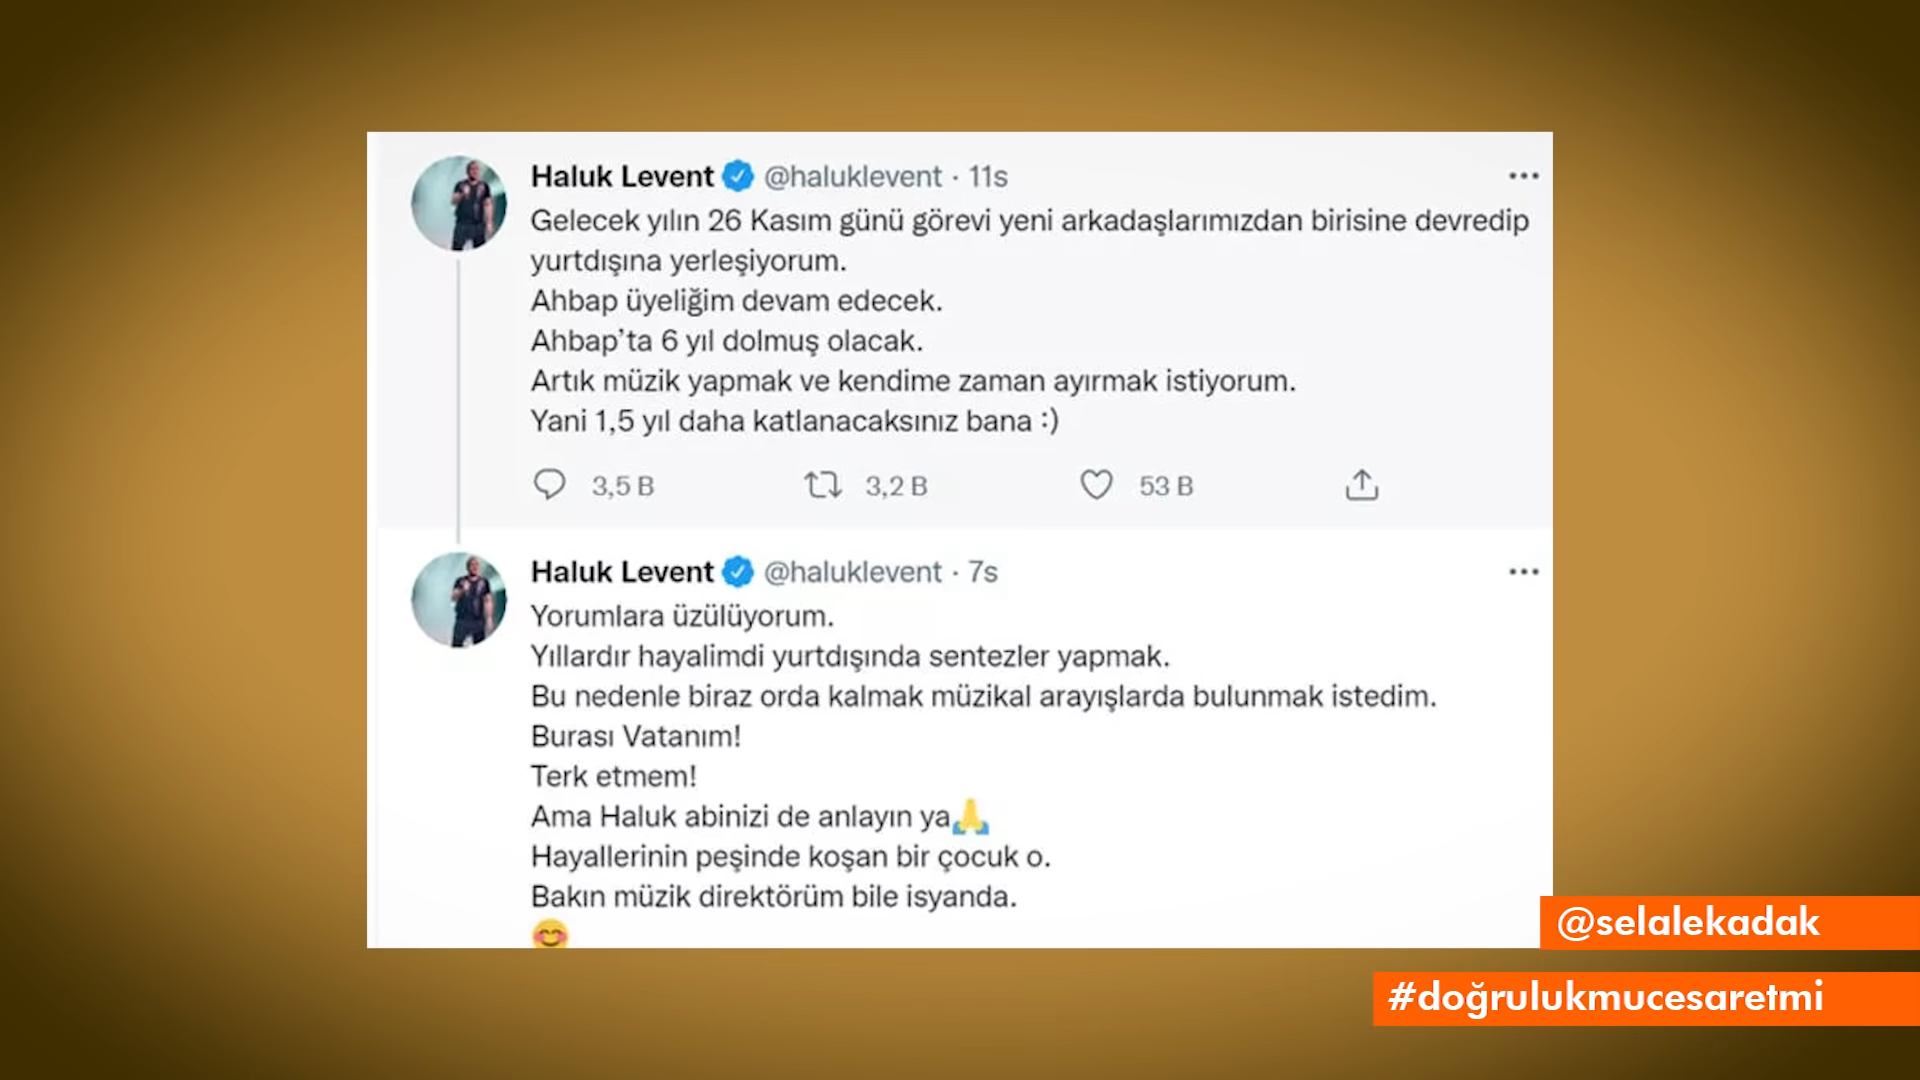 Haluk Levent @haluklevent · 11s
Gelecek yılın 26 Kasım günü görevi yeni arkadaşlarımızdan birisine devredip
yurtdışına yerleşiyorum.
Ahbap üyeliğim devam edecek.
Ahbap'ta 6 yıl dolmuş olacak.
Artık müzik yapmak ve kendime zaman ayırmak istiyorum.
Yani 1,5 yıl daha katlanacaksınız bana :)
3,5 B 3,2 B 53 B
Haluk Levent @haluklevent · 7s
Yorumlara üzülüyorum.
Yıllardır hayalimdi yurtdışında sentezler yapmak.
Bu nedenle biraz orda kalmak müzikal arayışlarda bulunmak istedim.
Burası Vatanım!
Terk etmem!
Ama Haluk abinizi de anlayın ya🙏
Hayallerinin peşinde koşan bir çocuk o.
Bakın müzik direktörüm bile isyanda.
😊
@selalekadak
#doğrulukmucesaretmi